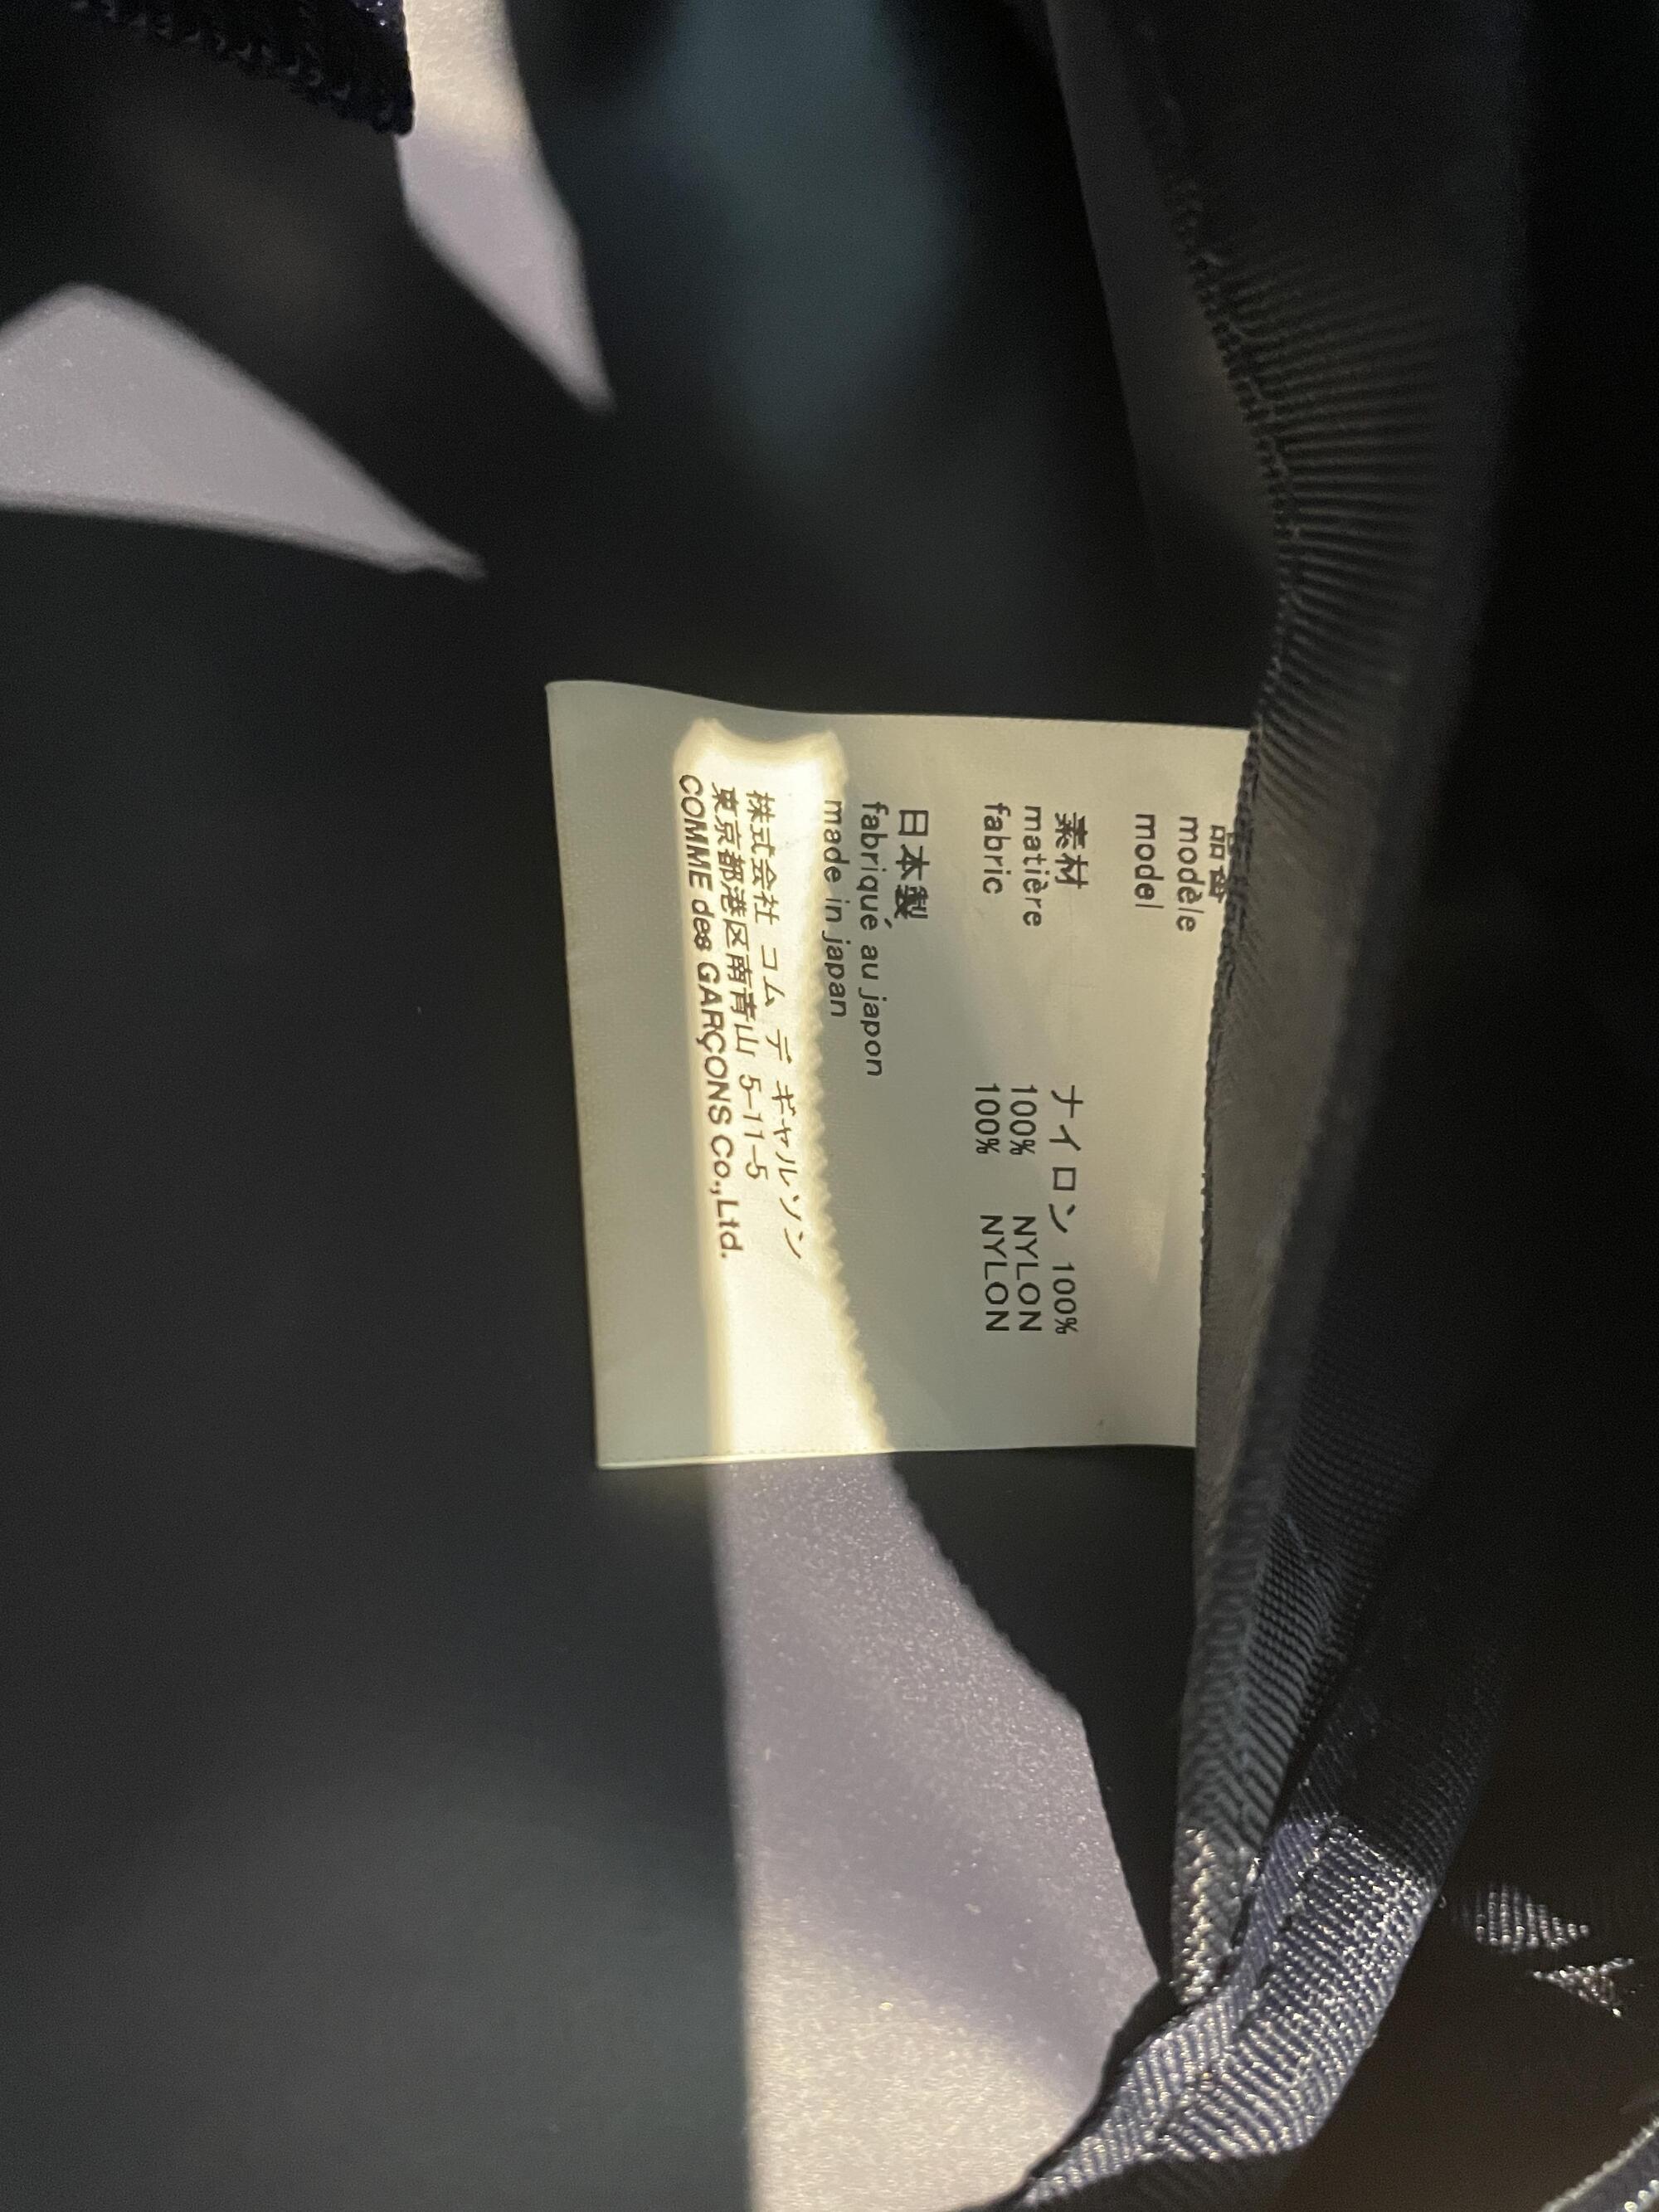 品番
modèle
model
素材 ナイロン 100%
matière 100% NYLON
fabric 100% NYLON
日本製
fabriqué au japon
made in japan
株式会社 コム デ ギャルソン
東京都港区南青山 5-11-5
COMME des GARÇONS Co.,Ltd.